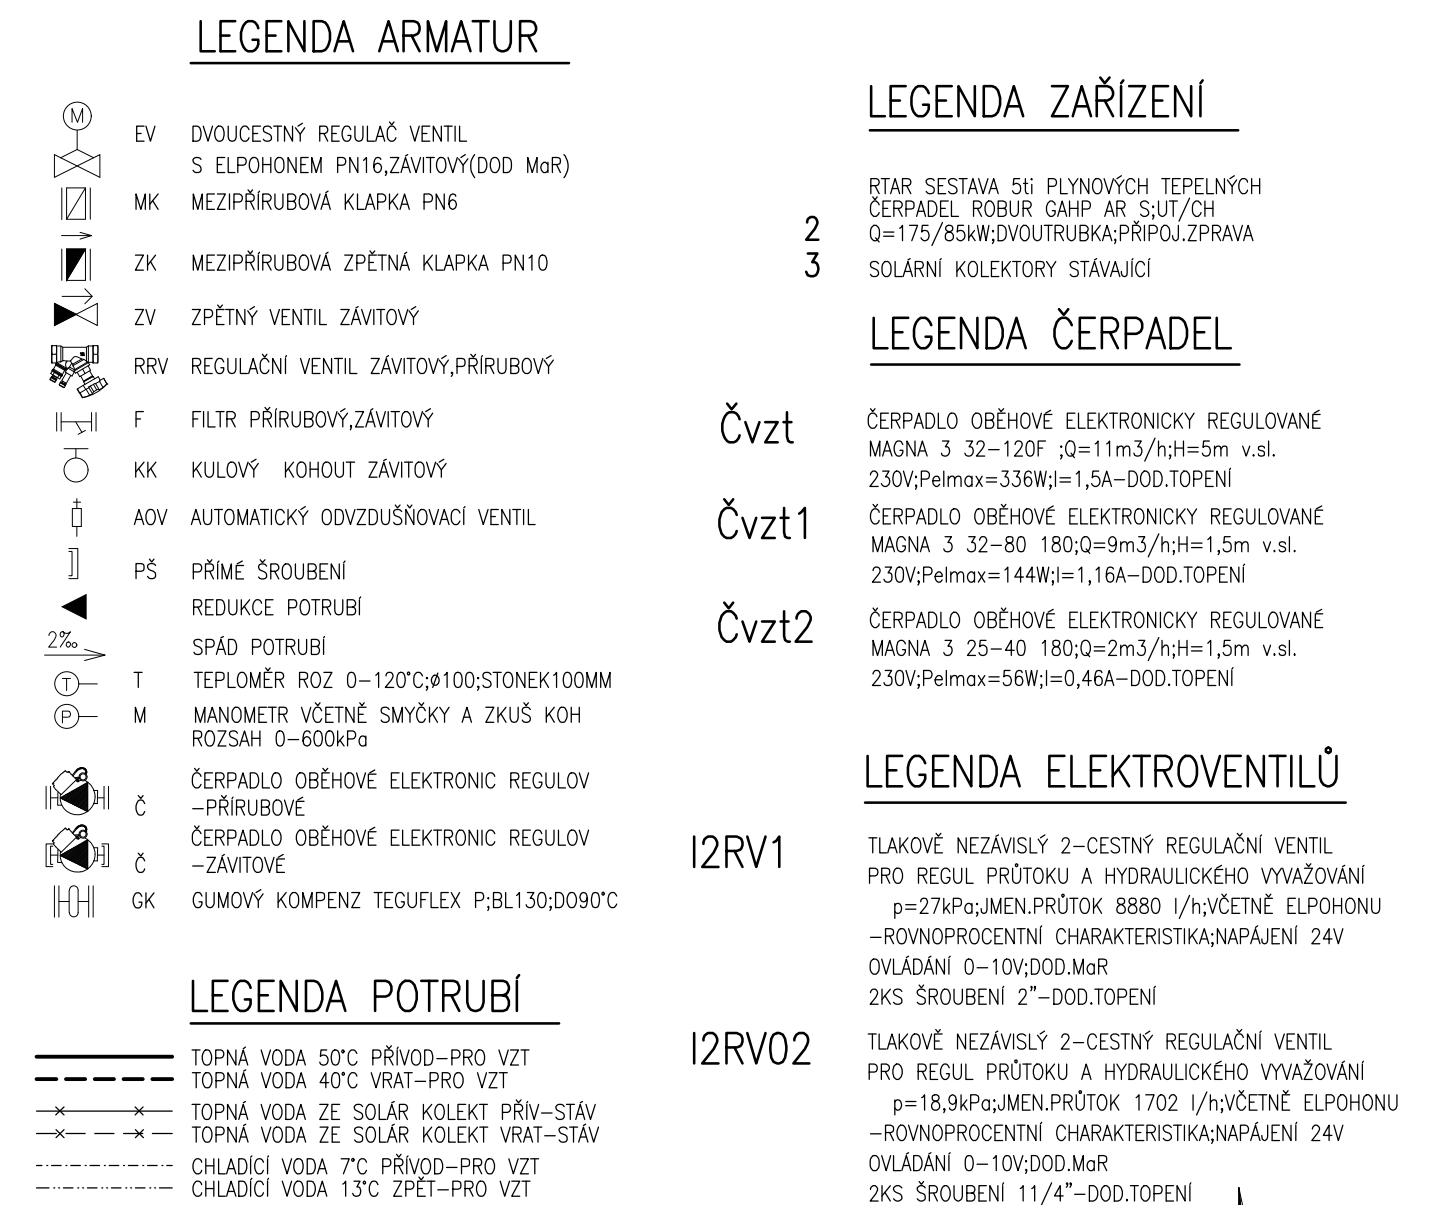 LEGENDA ARMATUR
M
EV DVOUCESTNÝ REGULAČ VENTIL
S ELPOHONEM PN16,ZÁVITOVÝ(DOD MaR)
MK MEZIPŘÍRUBOVÁ KLAPKA PN6
ZK MEZIPŘÍRUBOVÁ ZPĚTNÁ KLAPKA PN10
ZV ZPĚTNÝ VENTIL ZÁVITOVÝ
RRV REGULAČNÍ VENTIL ZÁVITOVÝ,PŘÍRUBOVÝ
F FILTR PŘÍRUBOVÝ,ZÁVITOVÝ
KK KULOVÝ KOHOUT ZÁVITOVÝ
AOV AUTOMATICKÝ ODVZDUŠŇOVACÍ VENTIL
PŠ PŘÍMÉ ŠROUBENÍ
REDUKCE POTRUBÍ
2‰ SPÁD POTRUBÍ
T T TEPLOMĚR ROZ 0-120°C;ø100;STONEK100MM
P M MANOMETR VČETNĚ SMYČKY A ZKUŠ KOH
ROZSAH 0-600kPa
ČERPADLO OBĚHOVÉ ELEKTRONIC REGULOV
Č -PŘÍRUBOVÉ
ČERPADLO OBĚHOVÉ ELEKTRONIC REGULOV
Č -ZÁVITOVÉ
GK GUMOVÝ KOMPENZ TEGUFLEX P;BL130;DO90°C
LEGENDA POTRUBÍ
TOPNÁ VODA 50°C PŘÍVOD-PRO VZT
TOPNÁ VODA 40°C VRAT-PRO VZT
TOPNÁ VODA ZE SOLÁR KOLEKT PŘÍV-STÁV
TOPNÁ VODA ZE SOLÁR KOLEKT VRAT-STÁV
CHLADÍCÍ VODA 7°C PŘÍVOD-PRO VZT
CHLADÍCÍ VODA 13°C ZPĚT-PRO VZT
LEGENDA ZAŘÍZENÍ
RTAR SESTAVA 5ti PLYNOVÝCH TEPELNÝCH
ČERPADEL ROBUR GAHP AR S;UT/CH
2 Q=175/85kW;DVOUTRUBKA;PŘIPOJ.ZPRAVA
3 SOLÁRNÍ KOLEKTORY STÁVAJÍCÍ
LEGENDA ČERPADEL
Čvzt ČERPADLO OBĚHOVÉ ELEKTRONICKY REGULOVANÉ
MAGNA 3 32-120F ;Q=11m3/h;H=5m v.sl.
230V;Pelmax=336W;I=1,5A-DOD.TOPENÍ
Čvzt1 ČERPADLO OBĚHOVÉ ELEKTRONICKY REGULOVANÉ
MAGNA 3 32-80 180;Q=9m3/h;H=1,5m v.sl.
230V;Pelmax=144W;I=1,16A-DOD.TOPENÍ
Čvzt2 ČERPADLO OBĚHOVÉ ELEKTRONICKY REGULOVANÉ
MAGNA 3 25-40 180;Q=2m3/h;H=1,5m v.sl.
230V;Pelmax=56W;I=0,46A-DOD.TOPENÍ
LEGENDA ELEKTROVENTILŮ
I2RV1 TLAKOVĚ NEZÁVISLÝ 2-CESTNÝ REGULAČNÍ VENTIL
PRO REGUL PRŮTOKU A HYDRAULICKÉHO VYVAŽOVÁNÍ
p=27kPa;JMEN.PRŮTOK 8880 l/h;VČETNĚ ELPOHONU
-ROVNOPROCENTNÍ CHARAKTERISTIKA;NAPÁJENÍ 24V
OVLÁDÁNÍ 0-10V;DOD.MaR
2KS ŠROUBENÍ 2"-DOD.TOPENÍ
I2RV02 TLAKOVĚ NEZÁVISLÝ 2-CESTNÝ REGULAČNÍ VENTIL
PRO REGUL PRŮTOKU A HYDRAULICKÉHO VYVAŽOVÁNÍ
p=18,9kPa;JMEN.PRŮTOK 1702 l/h;VČETNĚ ELPOHONU
-ROVNOPROCENTNÍ CHARAKTERISTIKA;NAPÁJENÍ 24V
OVLÁDÁNÍ 0-10V;DOD.MaR
2KS ŠROUBENÍ 11/4"-DOD.TOPENÍ